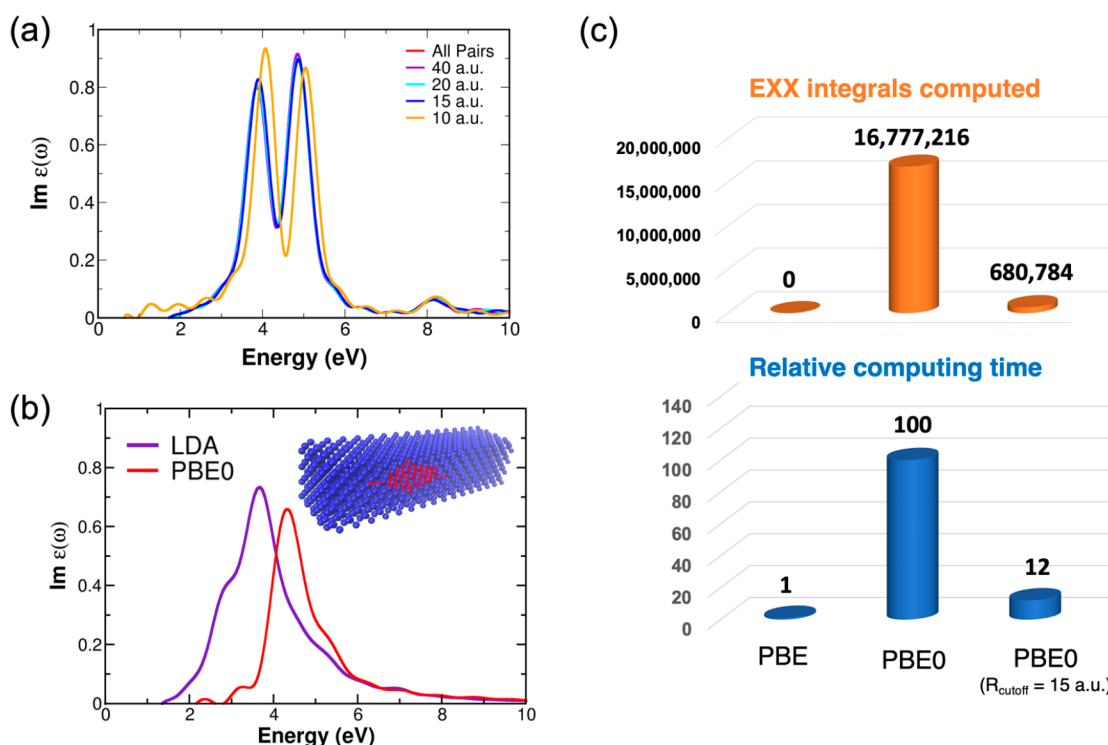 (a)
1
0.8
0.6
0.4
0.2
0
Im ε(ω)
All Pairs
40 a.u.
20 a.u.
15 a.u.
10 a.u.
0 2 4 6 8 10
Energy (eV)
(b)
1
0.8
0.6
0.4
0.2
0
Im ε(ω)
LDA
PBE0
0 2 4 6 8 10
Energy (eV)
(c)
EXX integrals computed
20,000,000
15,000,000
10,000,000
5,000,000
0
0
16,777,216
680,784
Relative computing time
140
120
100
80
60
40
20
0
1
100
12
PBE PBE0 PBE0
(Rcutoff = 15 a.u.)